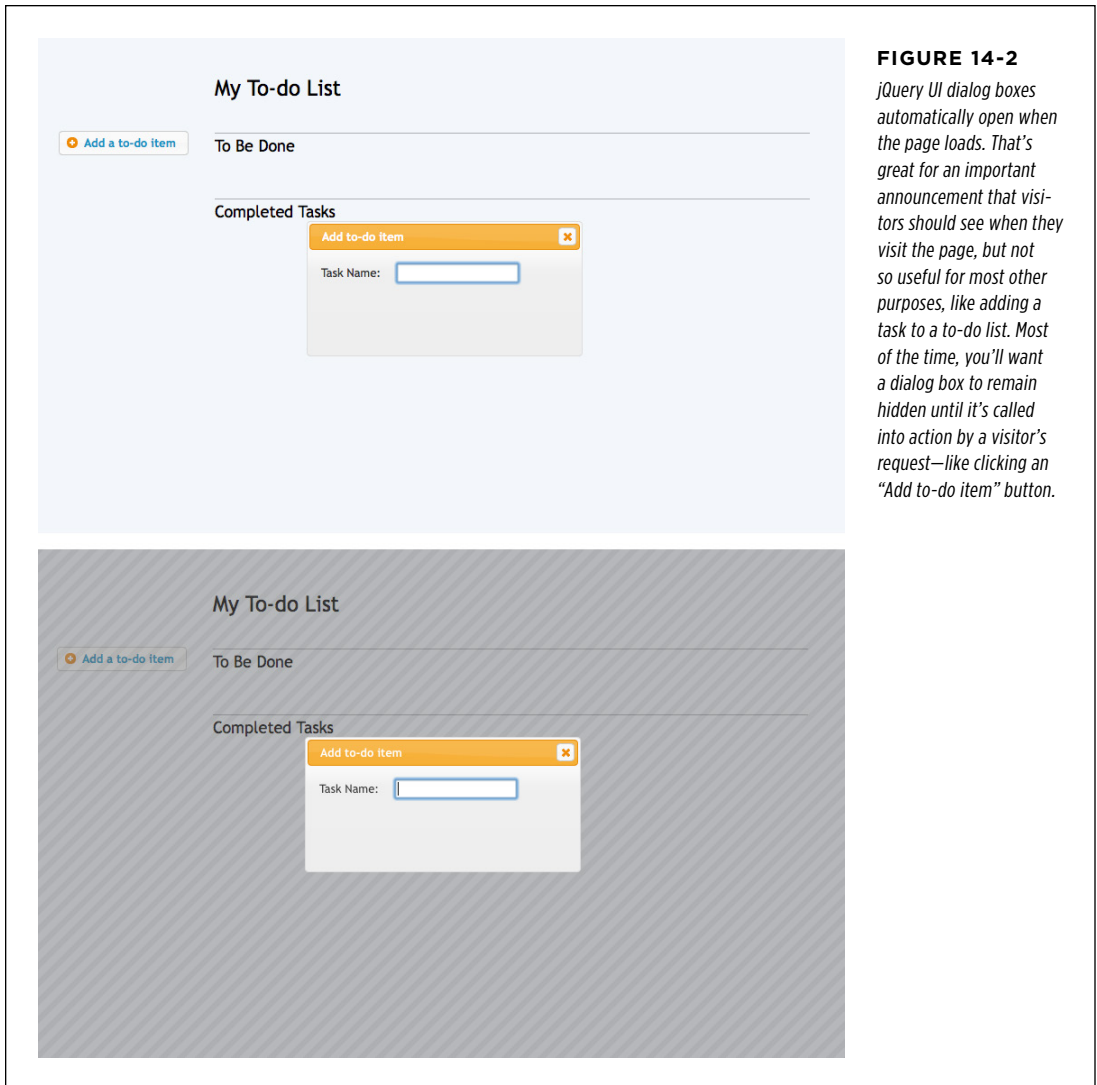 My To-do List
Add a to-do item
To Be Done
Completed Tasks
Add to-do item
Task Name:
My To-do List
Add a to-do item
To Be Done
Completed Tasks
Add to-do item
Task Name:
FIGURE 14-2
jQuery UI dialog boxes
automatically open when
the page loads. That’s
great for an important
announcement that visi-
tors should see when they
visit the page, but not
so useful for most other
purposes, like adding a
task to a to-do list. Most
of the time, you’ll want
a dialog box to remain
hidden until it’s called
into action by a visitor’s
request—like clicking an
“Add to-do item” button.